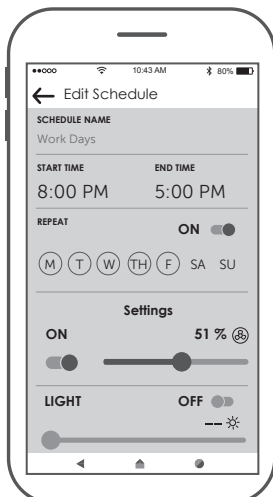 10:43 AM 80%
Edit Schedule
SCHEDULE NAME
Work Days
START TIME END TIME
8:00 PM 5:00 PM
REPEAT ON
M T W TH F SA SU
Settings
ON 51 %
LIGHT OFF
--